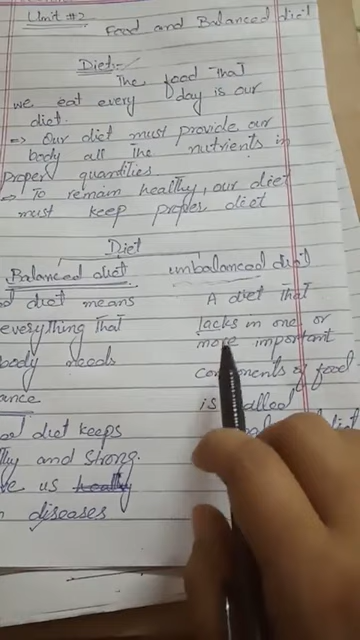 Unit #2
Food and Balanced diet
Diet:-
The food That
we eat every day is our
diet.
=> Our diet must provide our
body all The nutrients in
proper quantities.
=> To remain healthy, our diet
must keep proper diet
Diet
Balanced diet
diet means
everything That
body needs
ance
diet keeps
and strong.
us healthy
diseases
unbalanced diet
A diet That
lacks in one or
more important
components of food
is called
diet